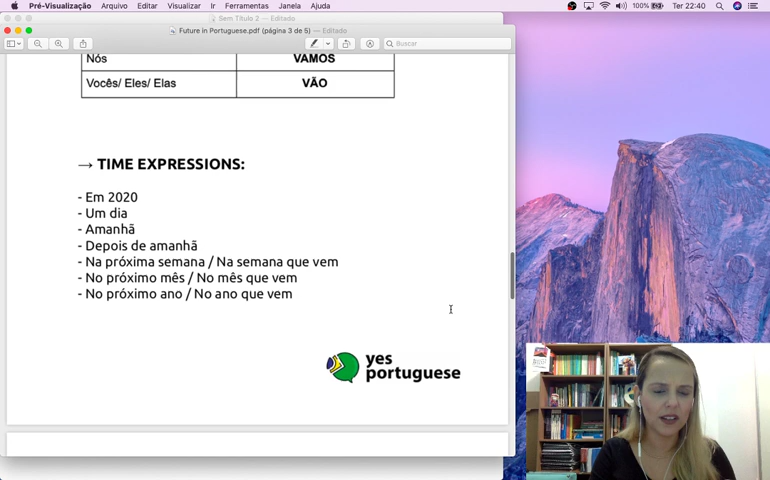 Pré-Visualização Arquivo Editar Visualizar Ir Ferramentas Janela Ajuda 100% Ter 22:40
Sem Título 2 — Editado
Future in Portuguese.pdf (página 3 de 5) — Editado
Buscar
Nós VAMOS
Vocês/ Eles/ Elas VÃO
→ TIME EXPRESSIONS:
- Em 2020
- Um dia
- Amanhã
- Depois de amanhã
- Na próxima semana / Na semana que vem
- No próximo mês / No mês que vem
- No próximo ano / No ano que vem
yes
portuguese